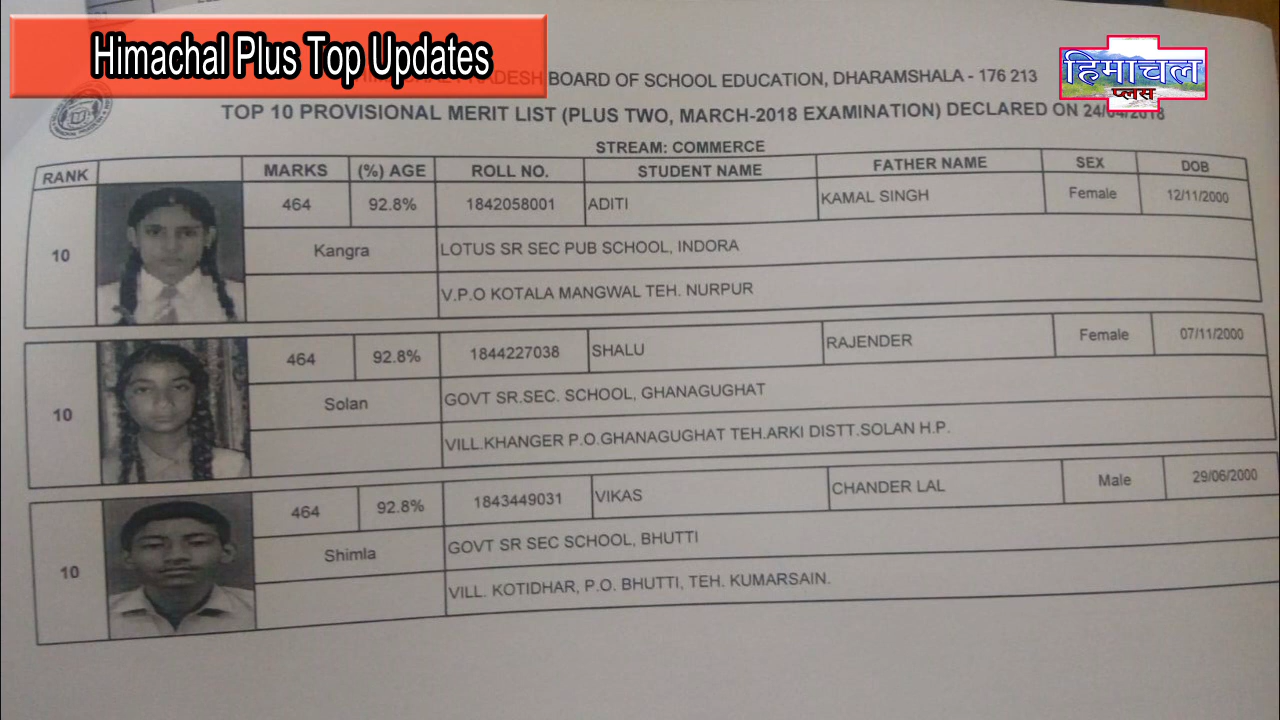 Himachal Plus Top Updates
हिमाचल
प्लस
BOARD OF SCHOOL EDUCATION, DHARAMSHALA - 176 213
TOP 10 PROVISIONAL MERIT LIST (PLUS TWO, MARCH-2018 EXAMINATION) DECLARED ON 24/04/2018
STREAM: COMMERCE
RANK MARKS (%) AGE ROLL NO. STUDENT NAME FATHER NAME SEX DOB
464 92.8% 1842058001 ADITI KAMAL SINGH Female 12/11/2000
10 Kangra LOTUS SR SEC PUB SCHOOL, INDORA
V.P.O KOTALA MANGWAL TEH. NURPUR
464 92.8% 1844227038 SHALU RAJENDER Female 07/11/2000
10 Solan GOVT SR.SEC. SCHOOL, GHANAGUGHAT
VILL.KHANGER P.O.GHANAGUGHAT TEH.ARKI DISTT.SOLAN H.P.
464 92.8% 1843449031 VIKAS CHANDER LAL Male 29/06/2000
10 Shimla GOVT SR SEC SCHOOL, BHUTTI
VILL. KOTIDHAR, P.O. BHUTTI, TEH. KUMARSAIN.